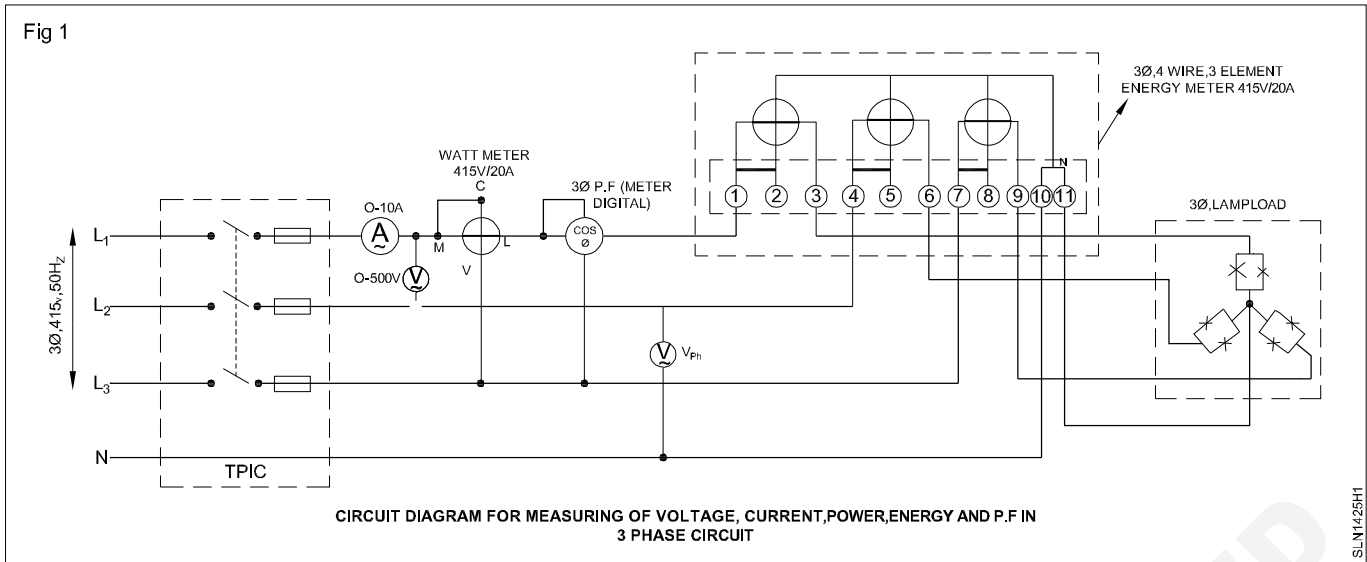 Fig 1
3Ø,4 WIRE,3 ELEMENT
ENERGY METER 415V/20A
WATT METER
415V/20A
C
3Ø P.F (METER
DIGITAL)
N
1 2 3 4 5 6 7 8 9 10 11
O-10A
3Ø,LAMPLOAD
L1
A
M
L
COS
Ø
V
O-500V
V
3Ø,415v,50Hz
L2
V
VPh
L3
N
TPIC
CIRCUIT DIAGRAM FOR MEASURING OF VOLTAGE, CURRENT,POWER,ENERGY AND P.F IN
3 PHASE CIRCUIT
SLN1425H1